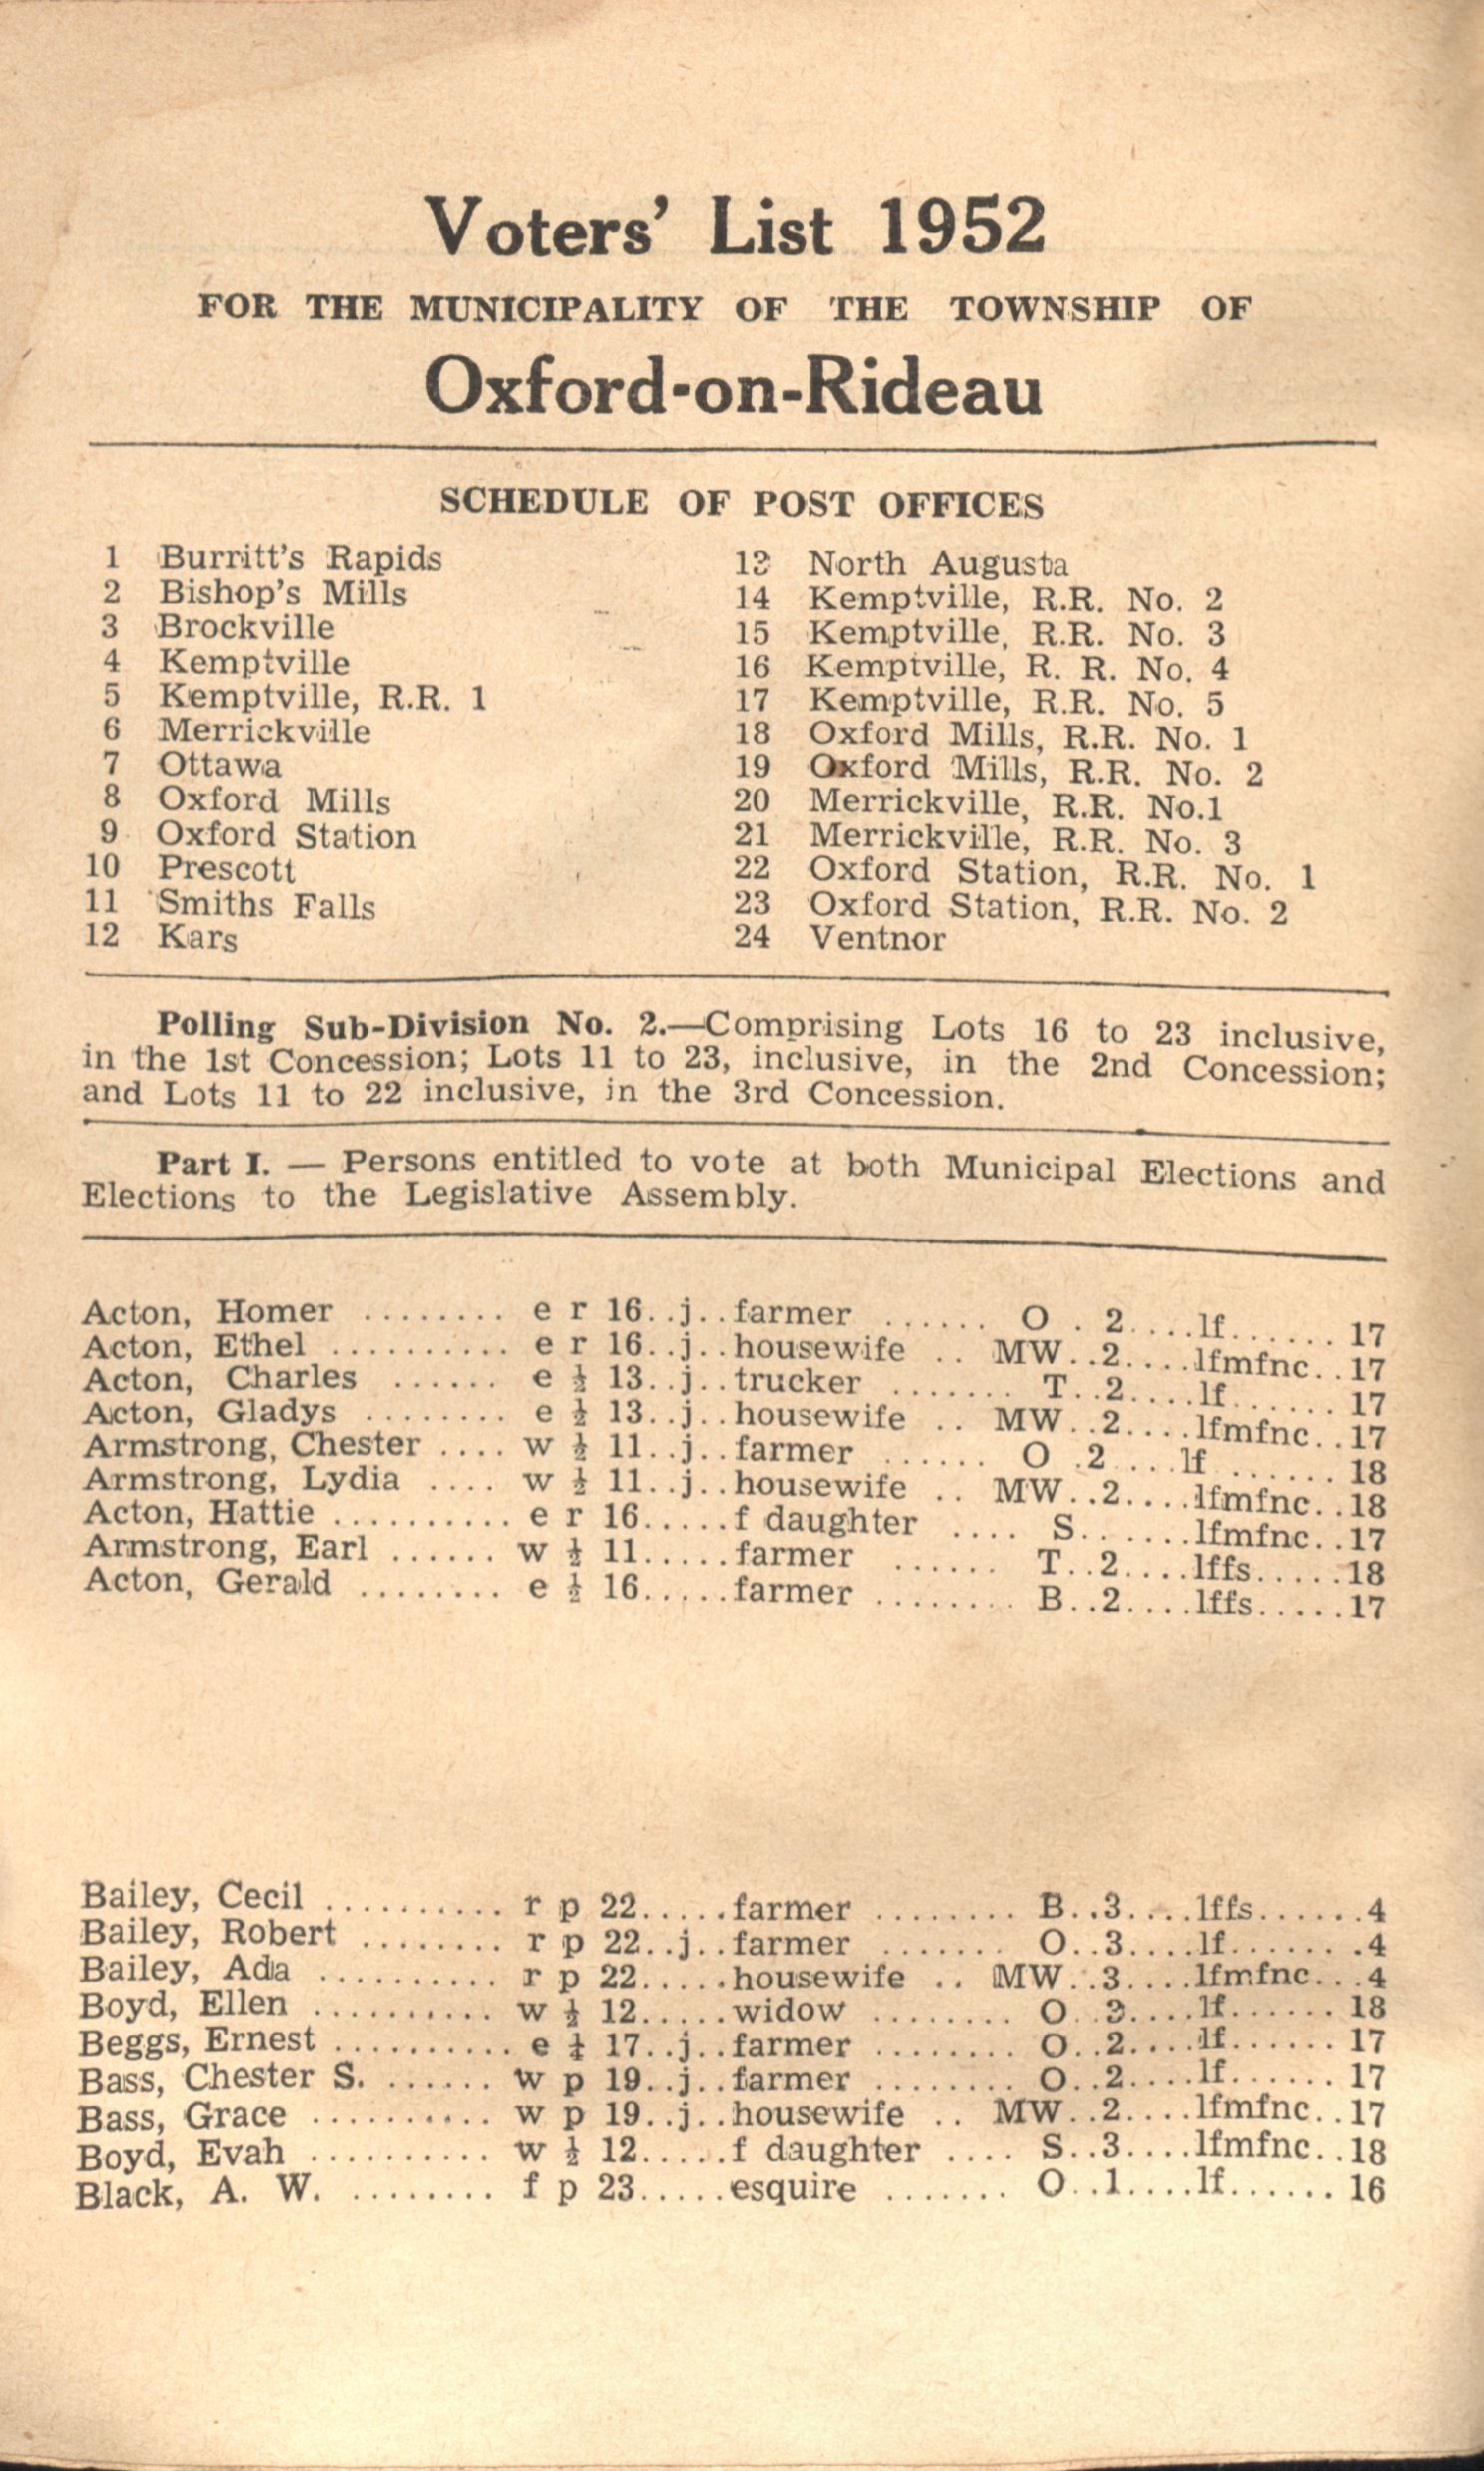 Voters' List 1952
FOR THE MUNICIPALITY OF THE TOWNSHIP OF
Oxford-on-Rideau
SCHEDULE OF POST OFFICES
1 Burritt's Rapids
2 Bishop's Mills
3 Brockville
4 Kemptville
5 Kemptville, R.R. 1
6 Merrickville
7 Ottawa
8 Oxford Mills
9 Oxford Station
10 Prescott
11 Smiths Falls
12 Kars
13 North Augusta
14 Kemptville, R.R. No. 2
15 Kemptville, R.R. No. 3
16 Kemptville, R. R. No. 4
17 Kemptville, R.R. No. 5
18 Oxford Mills, R.R. No. 1
19 Oxford Mills, R.R. No. 2
20 Merrickville, R.R. No.1
21 Merrickville, R.R. No. 3
22 Oxford Station, R.R. No. 1
23 Oxford Station, R.R. No. 2
24 Ventnor
Polling Sub-Division No. 2.—Comprising Lots 16 to 23 inclusive,
in the 1st Concession; Lots 11 to 23, inclusive, in the 2nd Concession;
and Lots 11 to 22 inclusive, in the 3rd Concession.
Part I. — Persons entitled to vote at both Municipal Elections and
Elections to the Legislative Assembly.
Acton, Homer ........ e r 16..j..farmer ...... O . 2....lf...... 17
Acton, Ethel .......... e r 16..j..housewife .. MW..2....lfmfnc..17
Acton, Charles ...... e ½ 13..j..trucker ....... T..2....lf...... 17
Acton, Gladys ........ e ½ 13..j..housewife .. MW..2....lfmfnc..17
Armstrong, Chester .... w ½ 11..j..farmer ...... O .2....lf ...... 18
Armstrong, Lydia .... w ½ 11..j..housewife .. MW..2....lfmfnc..18
Acton, Hattie .......... e r 16.....f daughter .... S.. ....lfmfnc..17
Armstrong, Earl ...... w ½ 11.....farmer ...... T..2....lffs.....18
Acton, Gerald ........ e ½ 16.....farmer ........ B..2....lffs.....17
Bailey, Cecil .......... r p 22.....farmer ........ B..3....lffs......4
Bailey, Robert ........ r p 22..j..farmer ....... O..3....lf.......4
Bailey, Ada .......... r p 22.....housewife .. MW..3....lfmfnc...4
Boyd, Ellen .......... w ½ 12.....widow ........ O..3....lf...... 18
Beggs, Ernest .......... e ½ 17..j..farmer ........ O..2....lf...... 17
Bass, Chester S. ...... w p 19..j..farmer ........ O..2....lf...... 17
Bass, Grace .......... w p 19..j..housewife .. MW..2....lfmfnc..17
Boyd, Evah .......... w ½ 12.....f daughter .... S..3....lfmfnc..18
Black, A. W. ........ f p 23.....esquire ....... O..1....lf...... 16